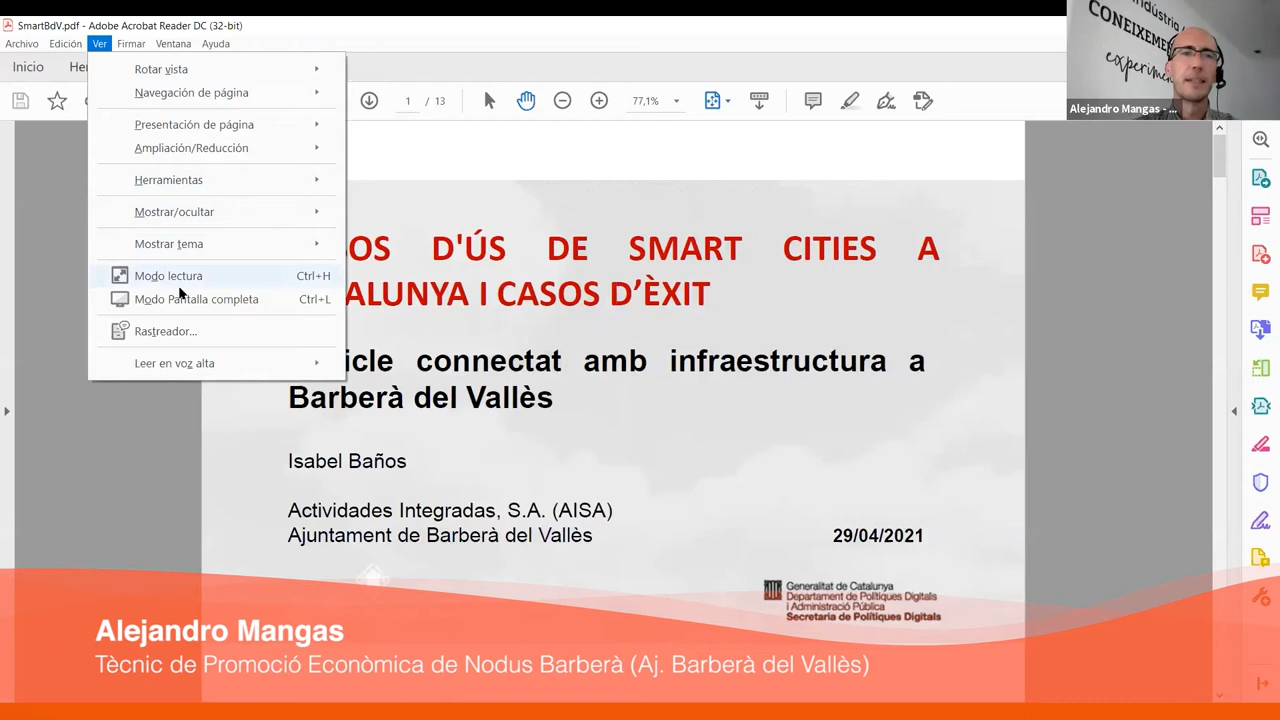 SmartBdV.pdf - Adobe Acrobat Reader DC (32-bit)
Archivo Edición Ver Firmar Ventana Ayuda
Inicio
1 / 13
77,1%
Rotar vista
Navegación de página
Presentación de página
Ampliación/Reducción
Herramientas
Mostrar/ocultar
Mostrar tema
Modo lectura Ctrl+H
Modo Pantalla completa Ctrl+L
Rastreador...
Leer en voz alta
CONEIXEMEN
Alejandro Mangas - ...
D'ÚS DE SMART CITIES A
I CASOS D'ÈXIT
connectat amb infraestructura a
Barberà del Vallès
Isabel Baños
Actividades Integradas, S.A. (AISA)
Ajuntament de Barberà del Vallès 29/04/2021
Generalitat de Catalunya
Departament de Polítiques Digitals
i Administració Pública
Secretaria de Polítiques Digitals
Alejandro Mangas
Tècnic de Promoció Econòmica de Nodus Barberà (Aj. Barberà del Vallès)